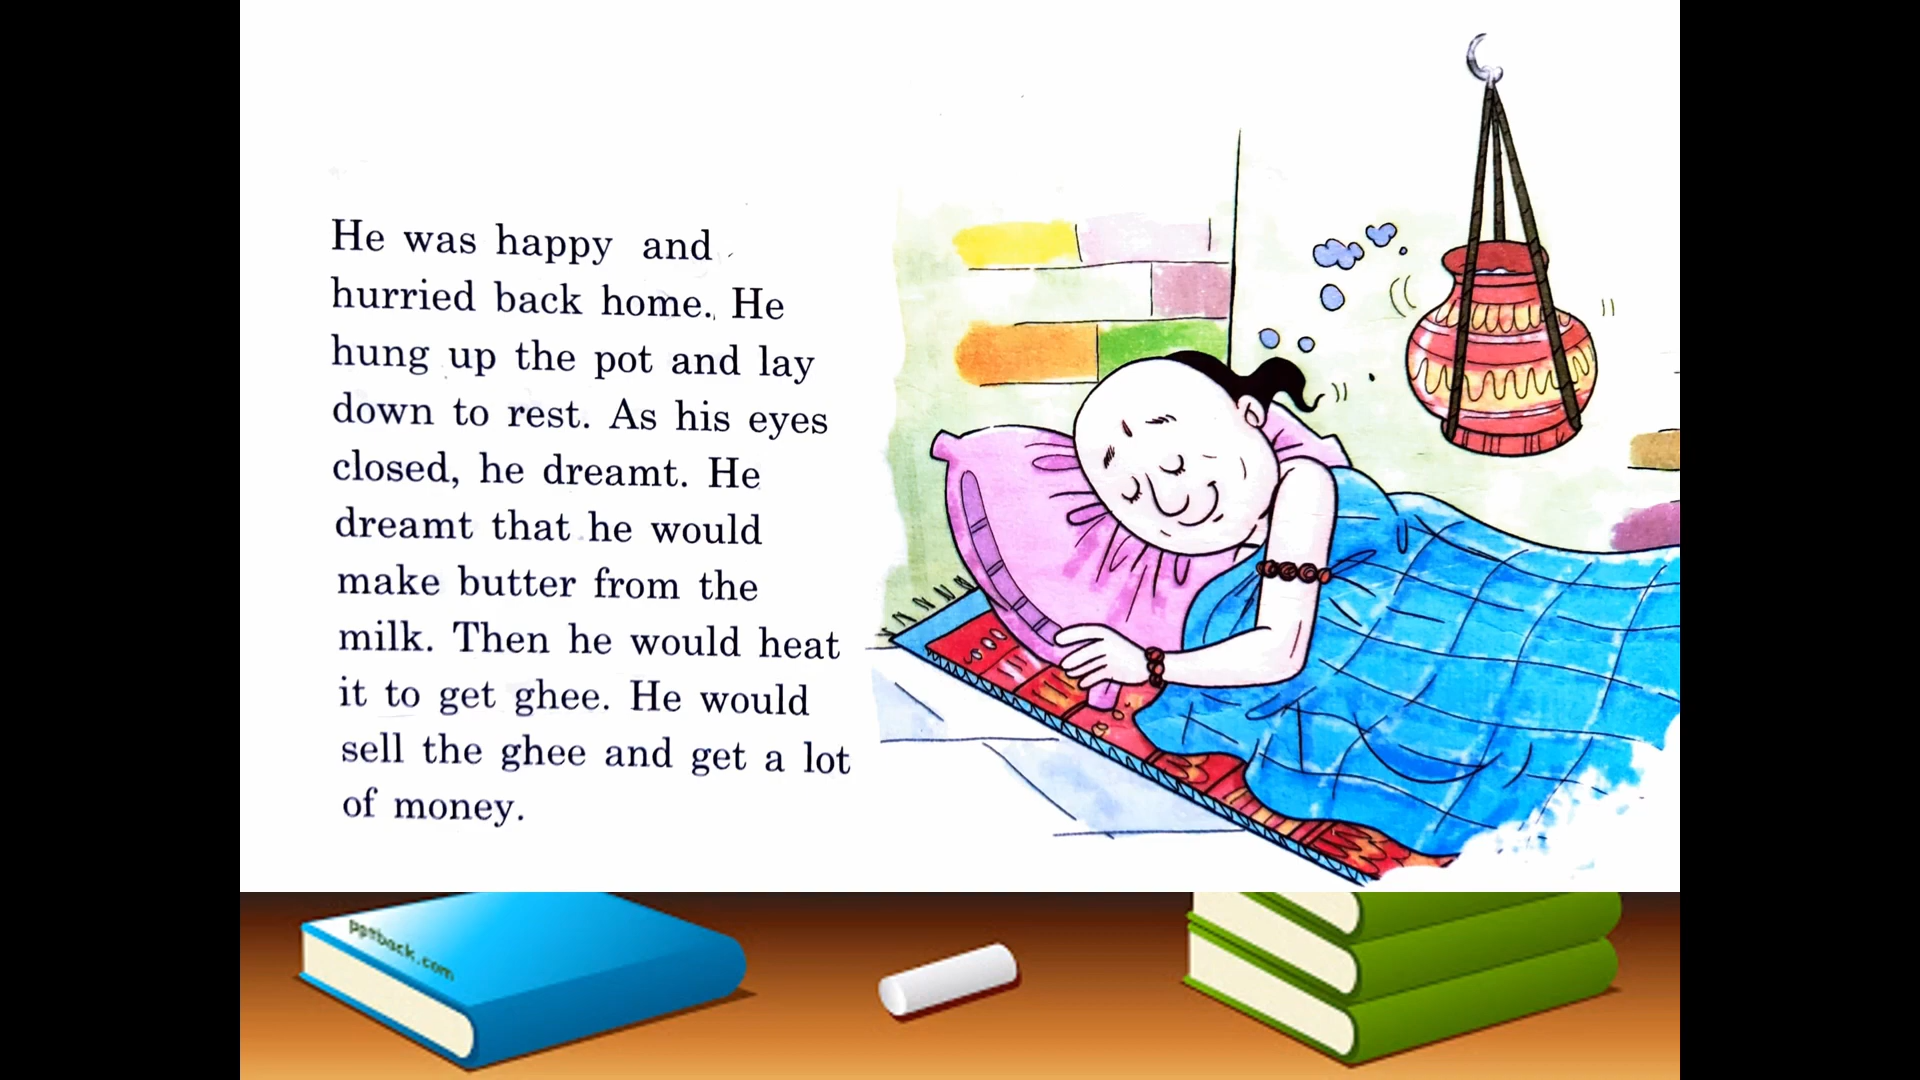 He was happy and
hurried back home. He
hung up the pot and lay
down to rest. As his eyes
closed, he dreamt. He
dreamt that he would
make butter from the
milk. Then he would heat
it to get ghee. He would
sell the ghee and get a lot
of money.
pptback.com